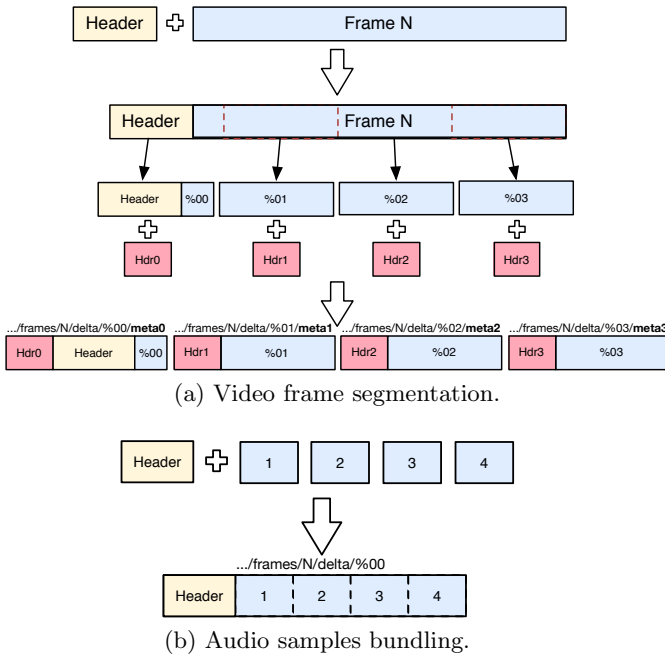 Header Frame N
Header Frame N
Header %00 %01 %02 %03
Hdr0 Hdr1 Hdr2 Hdr3
.../frames/N/delta/%00/meta0 .../frames/N/delta/%01/meta1 .../frames/N/delta/%02/meta2 .../frames/N/delta/%03/meta3
Hdr0 Header %00 Hdr1 %01 Hdr2 %02 Hdr3 %03
(a) Video frame segmentation.
Header 1 2 3 4
.../frames/N/delta/%00
Header 1 2 3 4
(b) Audio samples bundling.